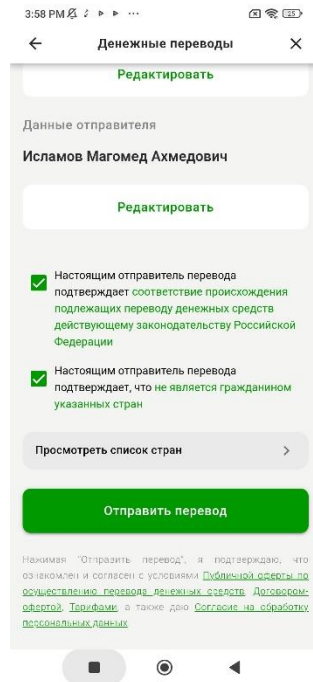 3:58 PM
25
Денежные переводы
Редактировать
Данные отправителя
Исламов Магомед Ахмедович
Редактировать
Настоящим отправитель перевода
подтверждает соответствие происхождения
подлежащих переводу денежных средств
действующему законодательству Российской
Федерации
Настоящим отправитель перевода
подтверждает, что не является гражданином
указанных стран
Просмотреть список стран
Отправить перевод
Нажимая "Отправить перевод", я подтверждаю, что
ознакомлен и согласен с условиями Публичной оферты по
осуществлению перевода денежных средств, Договором-
офертой, Тарифами, а также даю Согласие на обработку
персональных данных